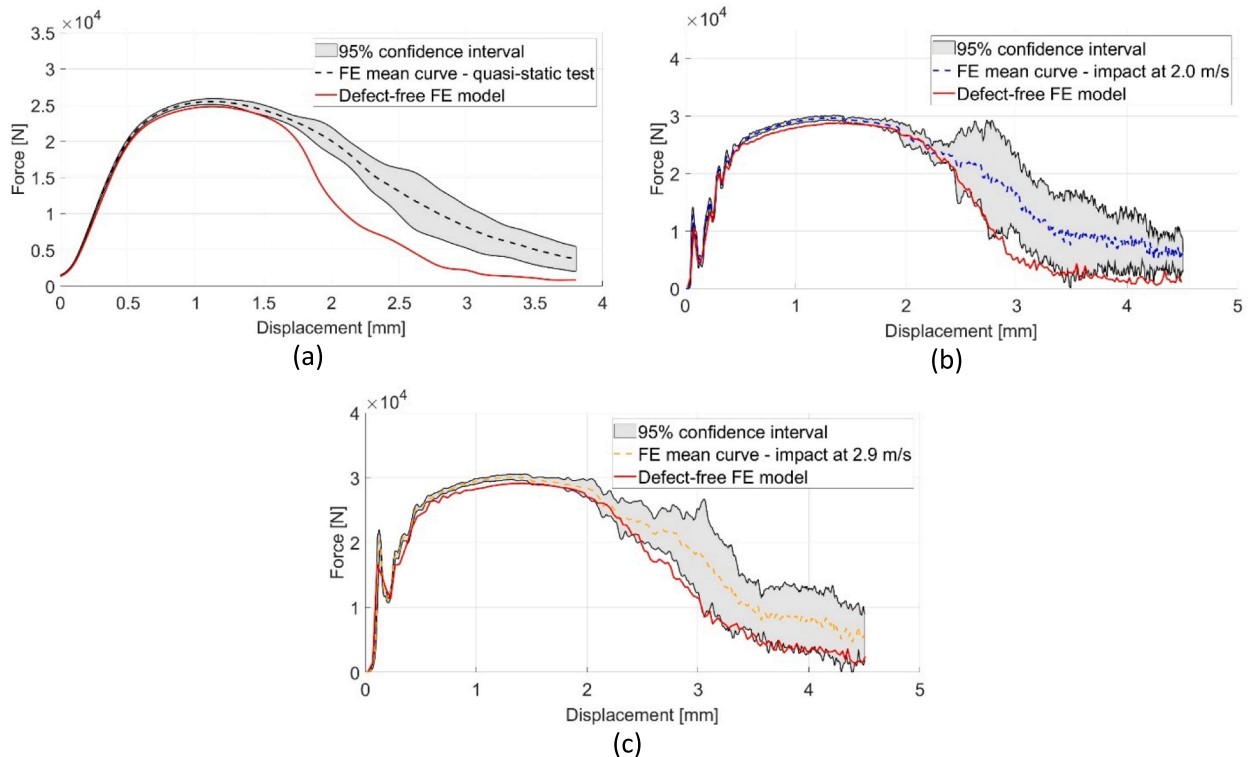 ×10⁴
3.5
3
2.5
2
1.5
1
0.5
0
Force [N]
95% confidence interval
FE mean curve - quasi-static test
Defect-free FE model
0 0.5 1 1.5 2 2.5 3 3.5 4
Displacement [mm]
(a)
×10⁴
4
3
2
1
0
Force [N]
95% confidence interval
FE mean curve - impact at 2.0 m/s
Defect-free FE model
0 1 2 3 4 5
Displacement [mm]
(b)
×10⁴
4
3
2
1
0
Force [N]
95% confidence interval
FE mean curve - impact at 2.9 m/s
Defect-free FE model
0 1 2 3 4 5
Displacement [mm]
(c)